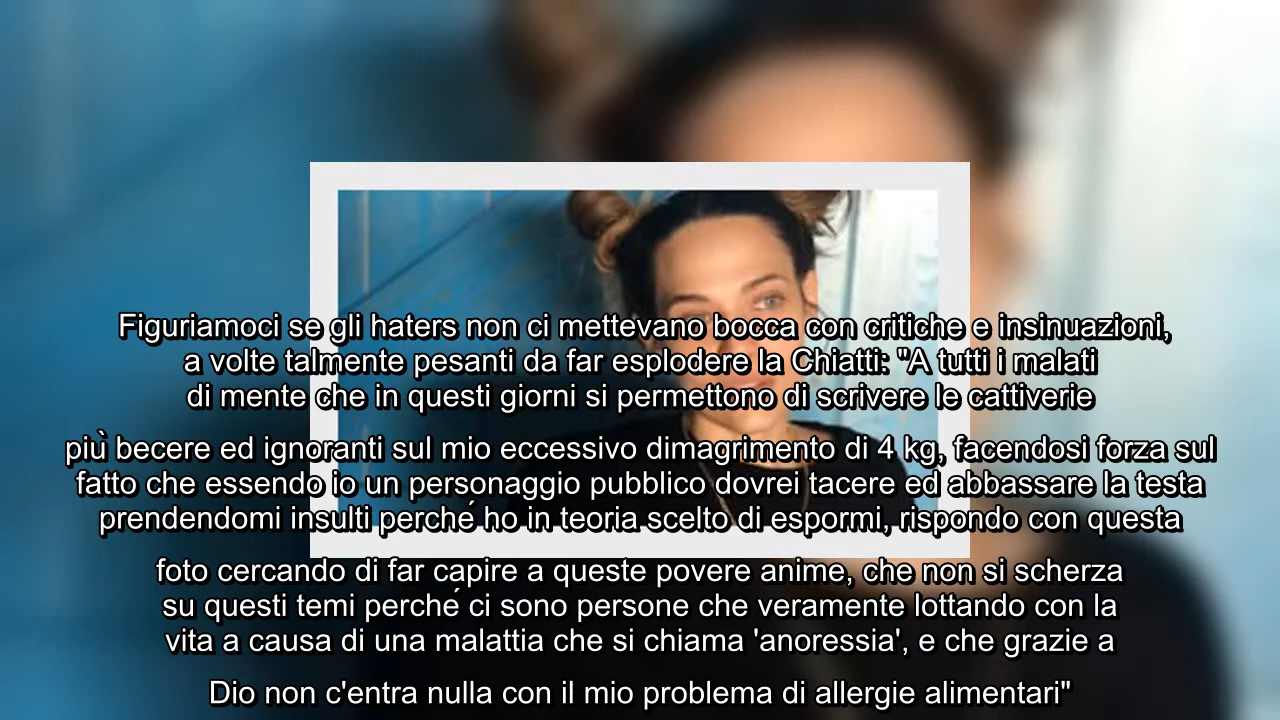 Figuriamoci se gli haters non ci mettevano bocca con critiche e insinuazioni,
a volte talmente pesanti da far esplodere la Chiatti: "A tutti i malati
di mente che in questi giorni si permettono di scrivere le cattiverie
più becere ed ignoranti sul mio eccessivo dimagrimento di 4 kg, facendosi forza sul
fatto che essendo io un personaggio pubblico dovrei tacere ed abbassare la testa
prendendomi insulti perché ho in teoria scelto di espormi, rispondo con questa
foto cercando di far capire a queste povere anime, che non si scherza
su questi temi perché ci sono persone che veramente lottando con la
vita a causa di una malattia che si chiama 'anoressia', e che grazie a
Dio non c'entra nulla con il mio problema di allergie alimentari"